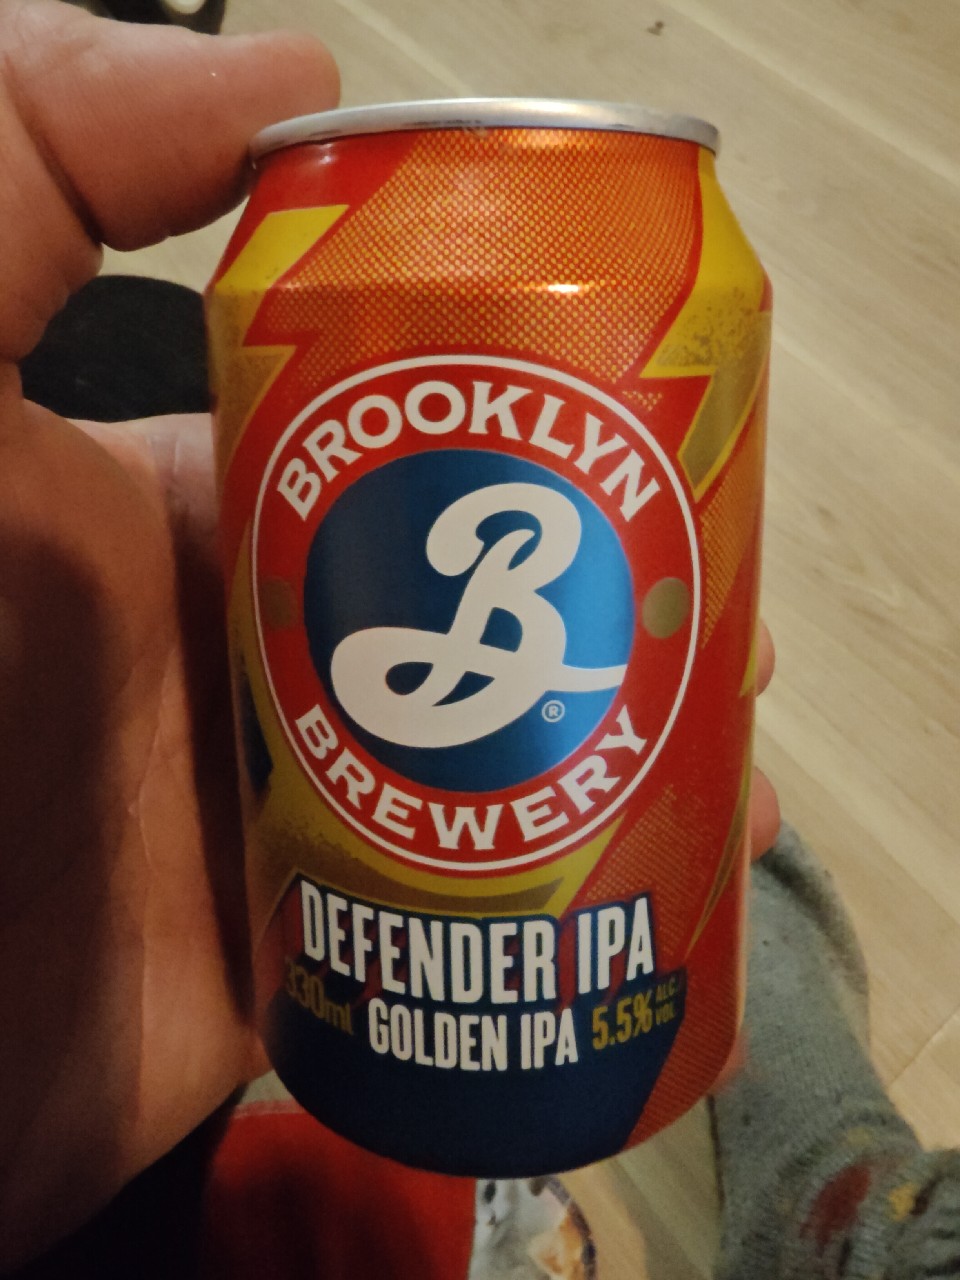 BROOKLYN
B
®
BREWERY
DEFENDER IPA
330ml GOLDEN IPA 5.5% ALC./
VOL